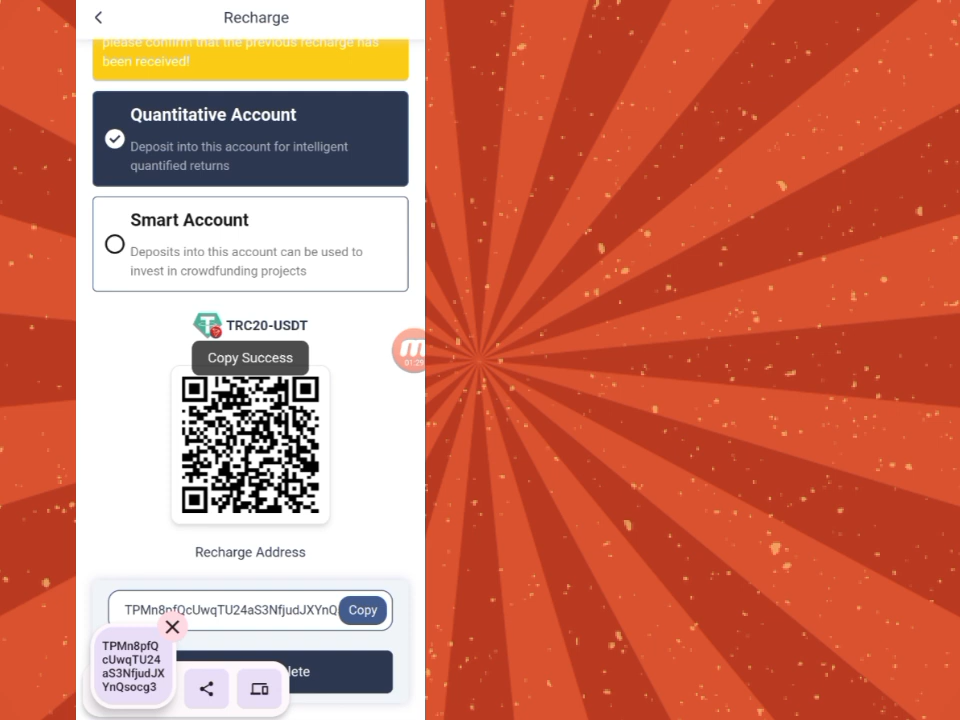 Recharge
please confirm that the previous recharge has
been received!
Quantitative Account
Deposit into this account for intelligent
quantified returns
Smart Account
Deposits into this account can be used to
invest in crowdfunding projects
TRC20-USDT
Copy Success
01:29
Recharge Address
TPMn8pfQcUwqTU24aS3NfjudJXYnQ
Copy
TPMn8pfQ
cUwqTU24
aS3NfjudJX
YnQsocg3